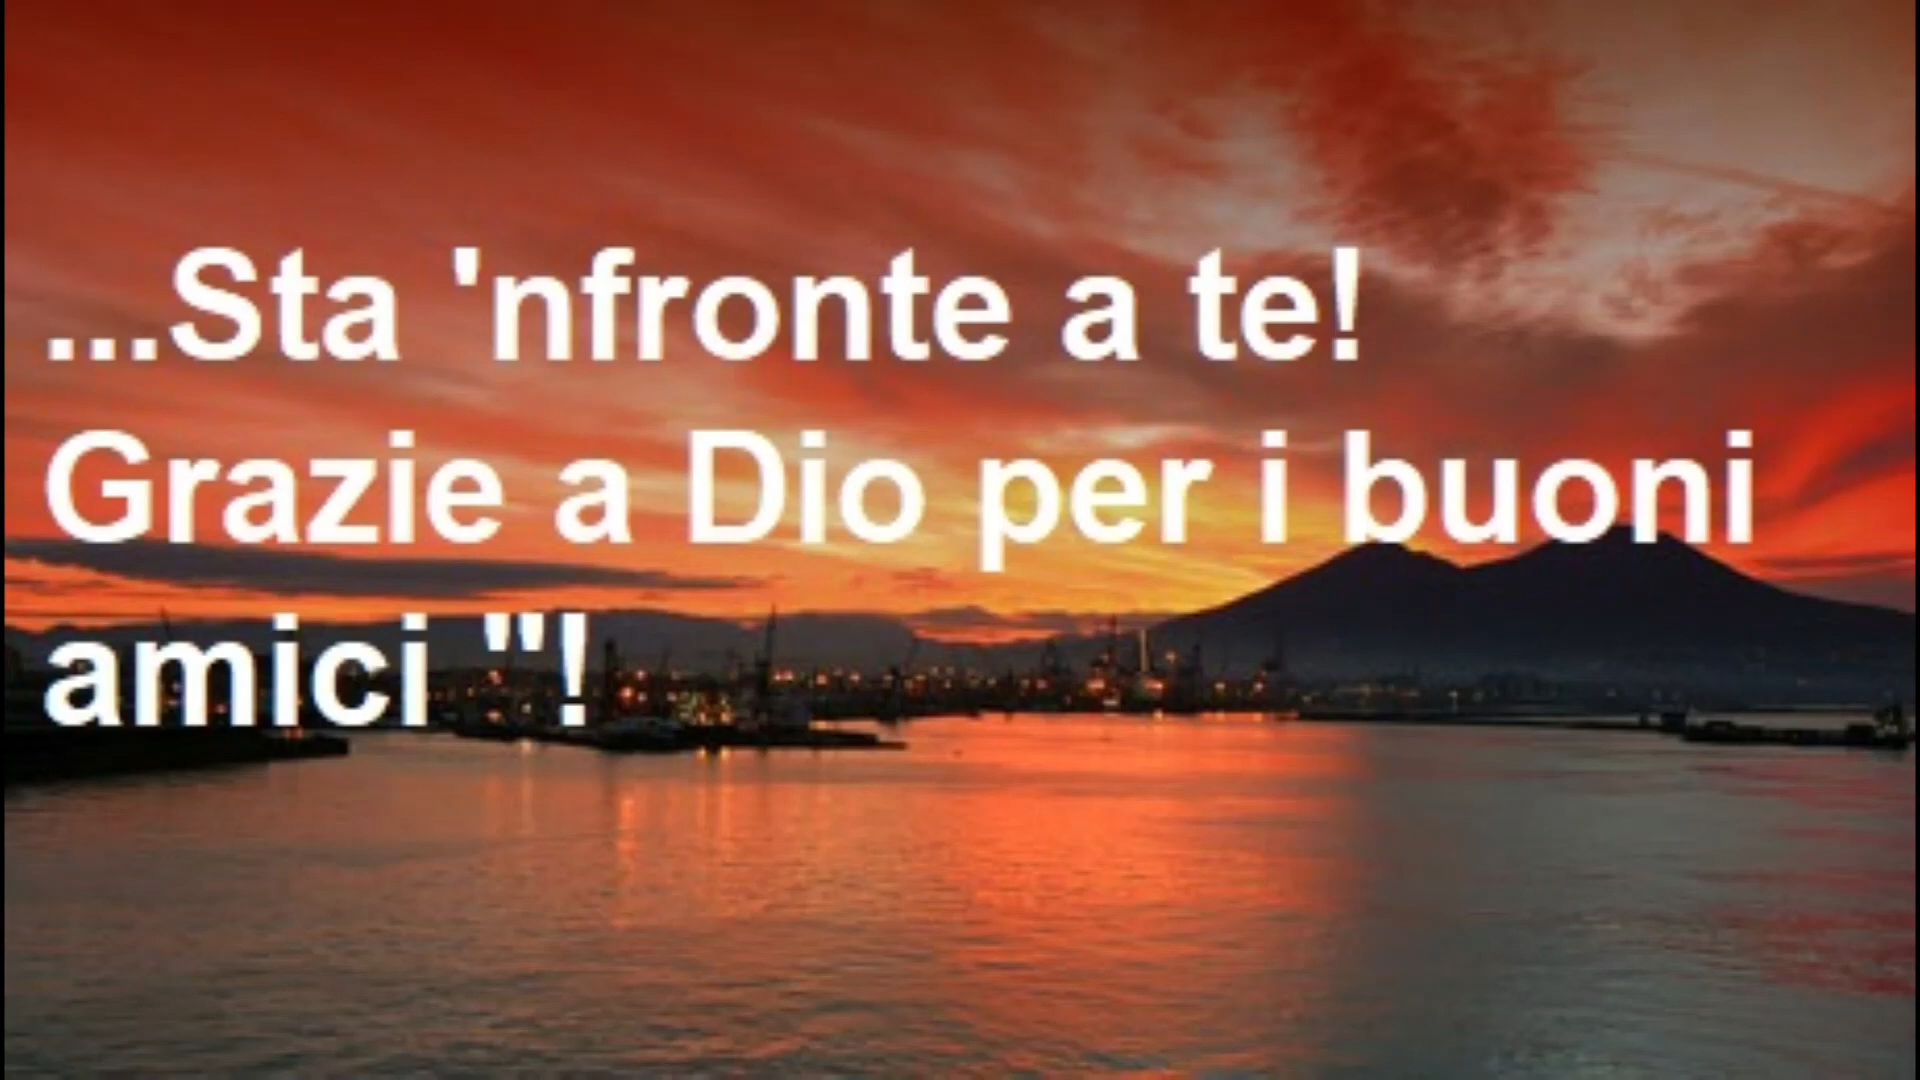 ...Sta 'nfronte a te!
Grazie a Dio per i buoni
amici "!